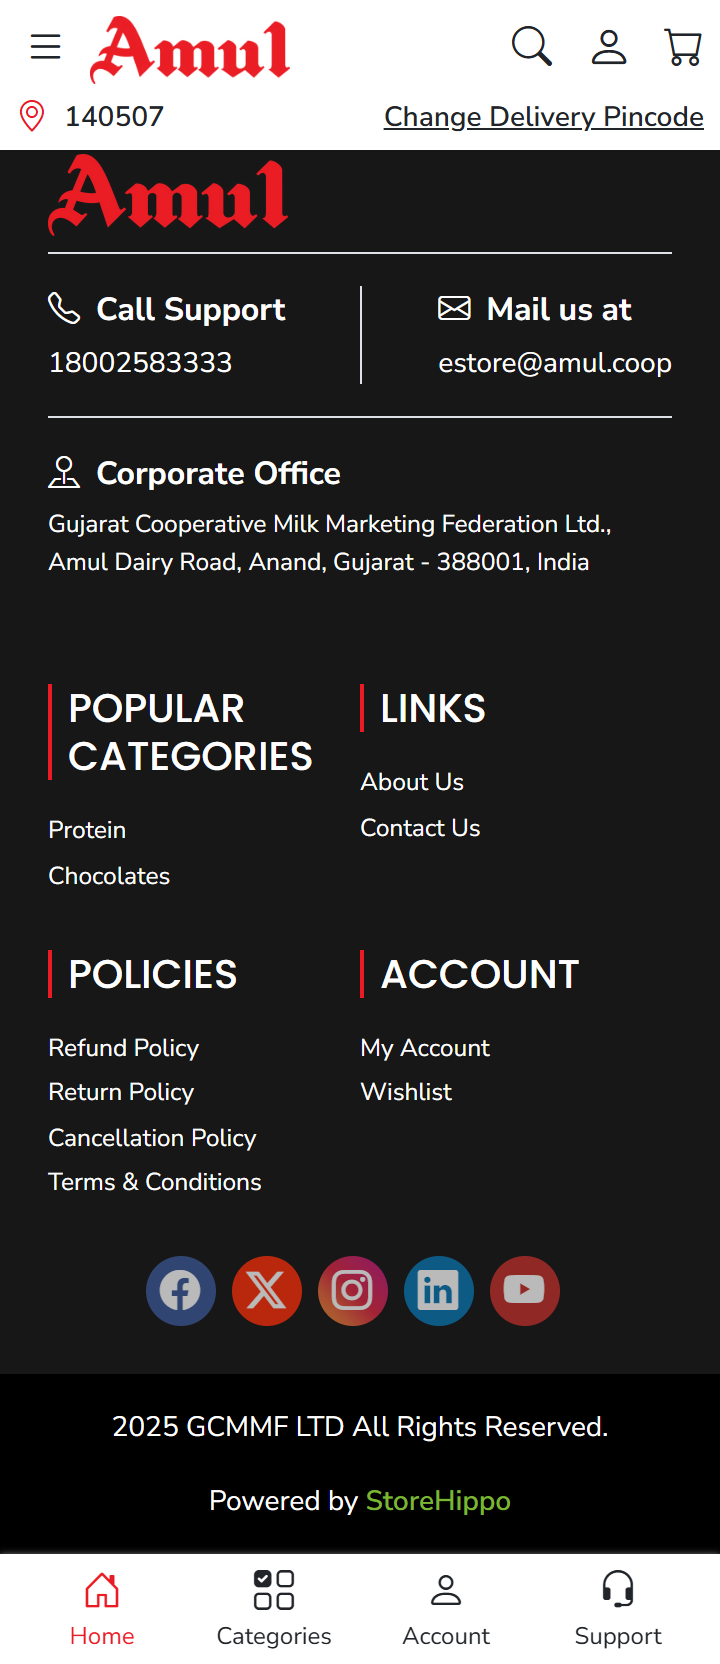 Amul
140507
Change Delivery Pincode
Amul
Call Support
18002583333
Mail us at
estore@amul.coop
Corporate Office
Gujarat Cooperative Milk Marketing Federation Ltd.,
Amul Dairy Road, Anand, Gujarat - 388001, India
POPULAR
CATEGORIES
Protein
Chocolates
LINKS
About Us
Contact Us
POLICIES
Refund Policy
Return Policy
Cancellation Policy
Terms & Conditions
ACCOUNT
My Account
Wishlist
2025 GCMMF LTD All Rights Reserved.
Powered by StoreHippo
Home
Categories
Account
Support